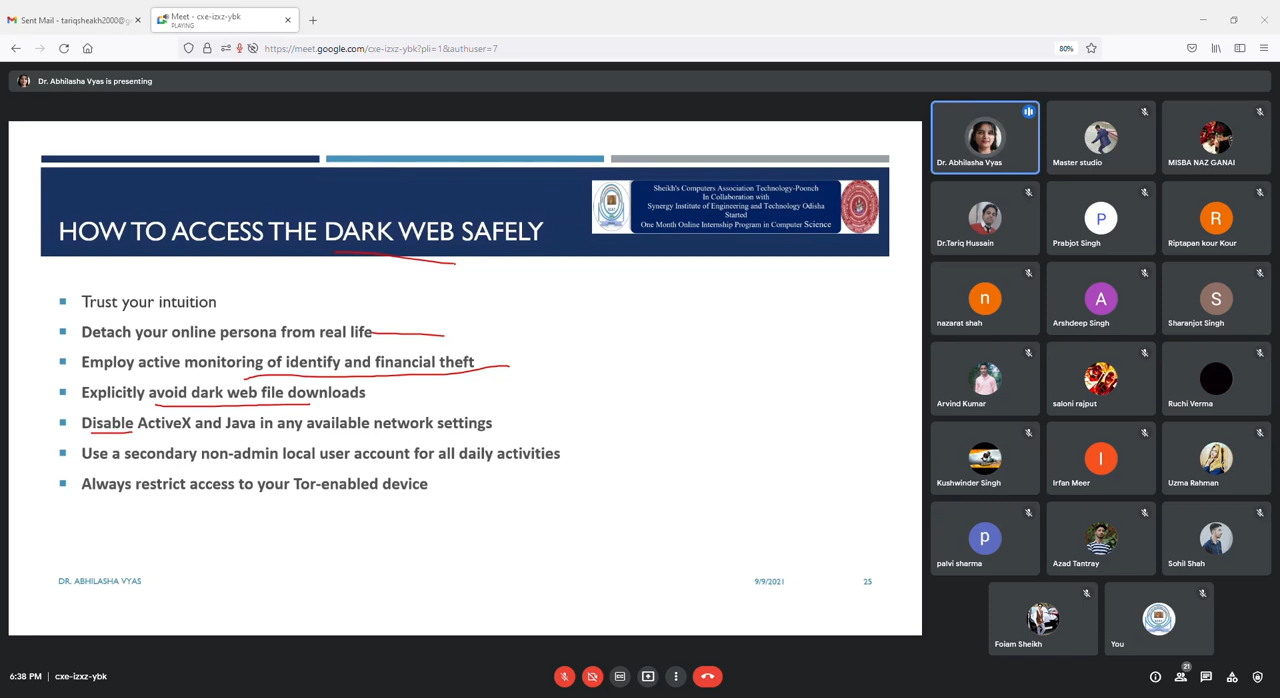 Sent Mail - tariqsheakh2000@g
Meet - cxe-izxz-ybk
PLAYING
https://meet.google.com/cxe-izxz-ybk?pli=1&authuser=7
80%
Dr. Abhilasha Vyas is presenting
HOW TO ACCESS THE DARK WEB SAFELY
Sheikh's Computers Association Technology-Poonch
In Collaboration with
Synergy Institute of Engineering and Technology Odisha
Started
One Month Online Internship Program in Computer Science
Trust your intuition
Detach your online persona from real life
Employ active monitoring of identify and financial theft
Explicitly avoid dark web file downloads
Disable ActiveX and Java in any available network settings
Use a secondary non-admin local user account for all daily activities
Always restrict access to your Tor-enabled device
DR. ABHILASHA VYAS
9/9/2021
25
Dr. Abhilasha Vyas
Master studio
MISBA NAZ GANAI
Dr.Tariq Hussain
P
Prabjot Singh
R
Riptapan kour Kour
n
nazarat shah
A
Arshdeep Singh
S
Sharanjot Singh
Arvind Kumar
saloni rajput
Ruchi Verma
Kushwinder Singh
I
Irfan Meer
Uzma Rahman
p
palvi sharma
Azad Tantray
Sohil Shah
Foiam Sheikh
You
6:38 PM | cxe-izxz-ybk
21